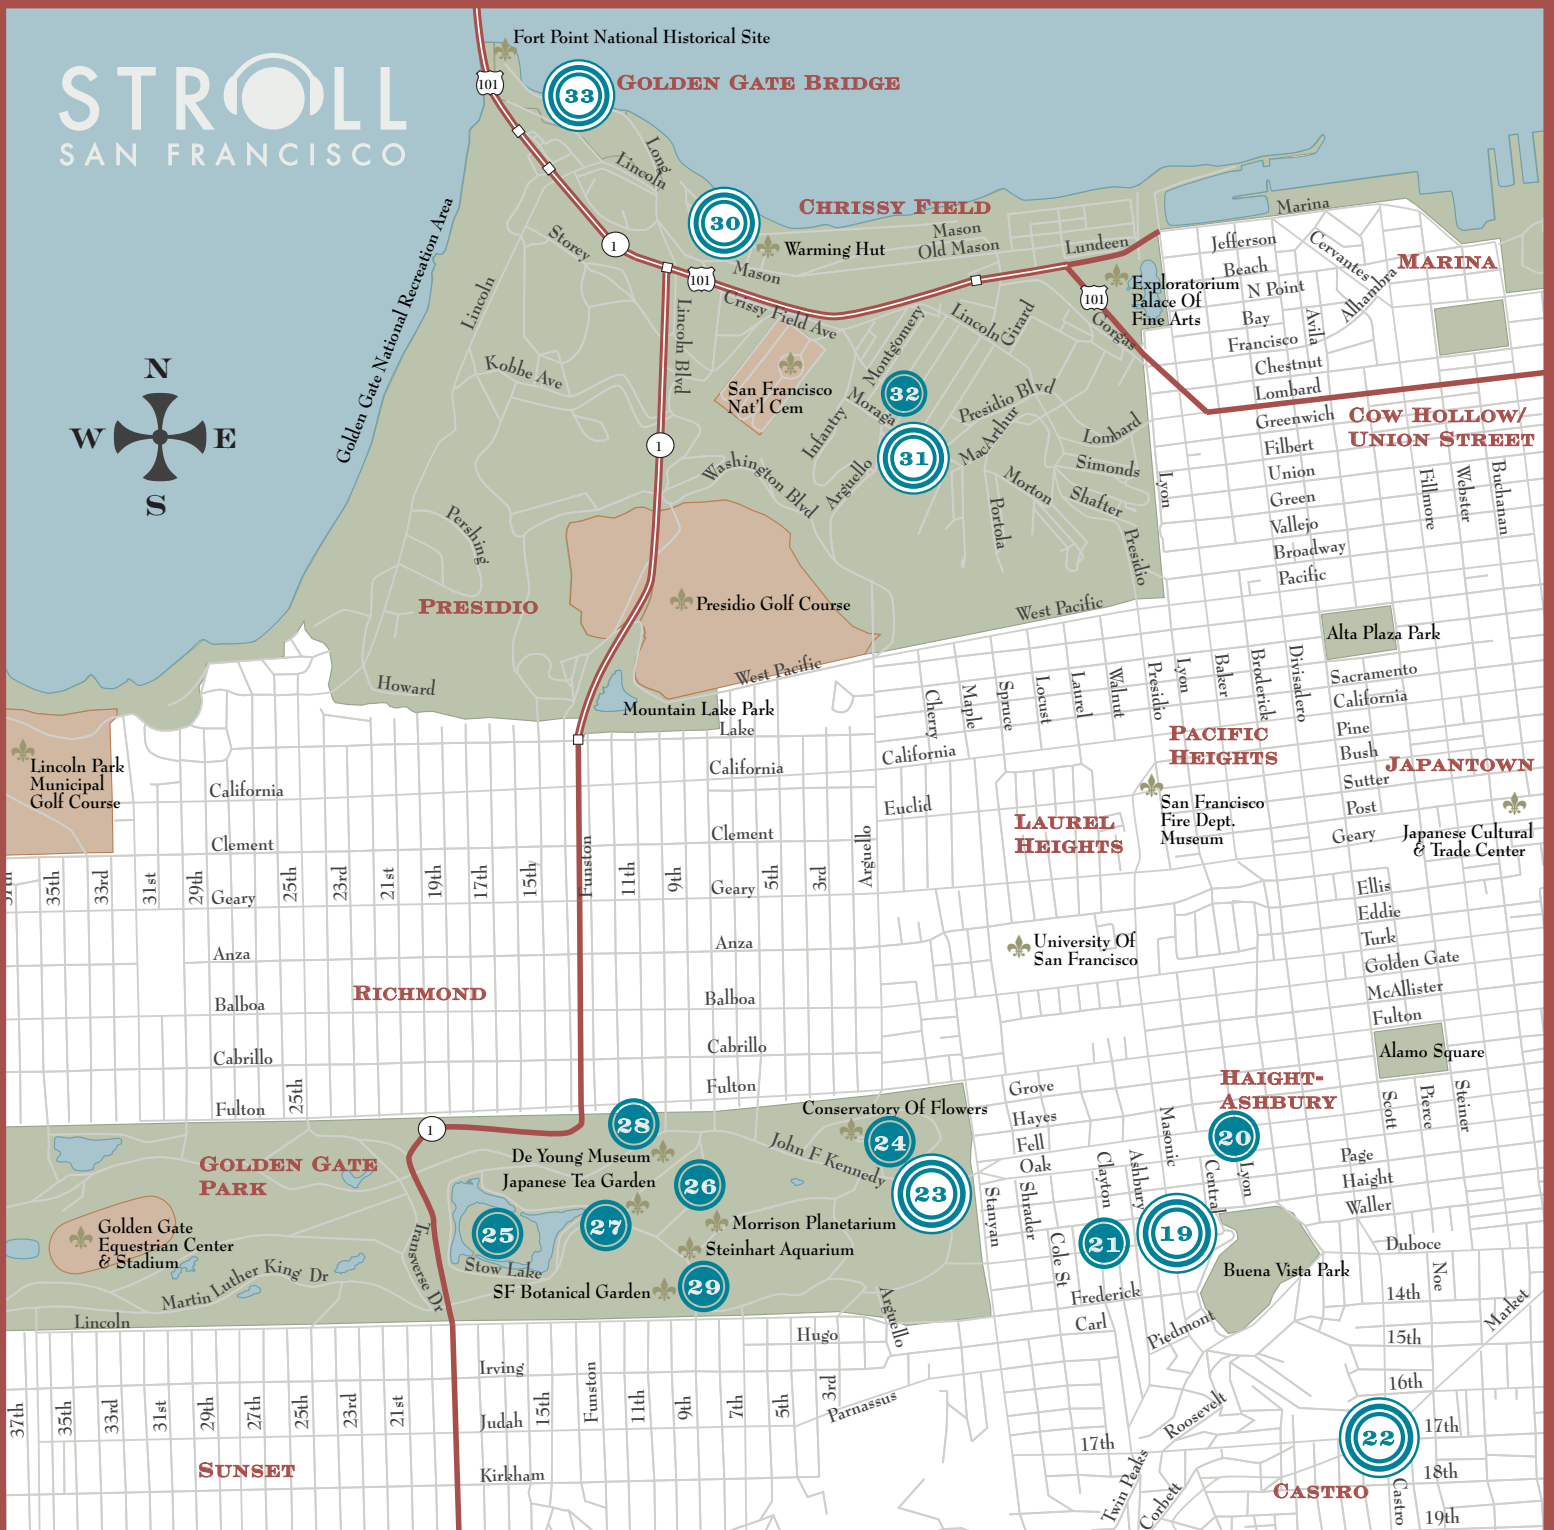 STROLL
SAN FRANCISCO
Fort Point National Historical Site
101
33
GOLDEN GATE BRIDGE
Long
Lincoln
30
CHRISSY FIELD
Warming Hut
Mason
Old Mason
Lundeen
Marina
Storey
1
101
Mason
Crissy Field Ave
Lincoln
Golden Gate National Recreation Area
Jefferson
Beach
N Point
Bay
Francisco
Chestnut
Lombard
Greenwich
Filbert
Union
Green
Vallejo
Broadway
Pacific
Cervantes
Alhambra
Avila
MARINA
Exploratorium
Palace Of
Fine Arts
101
Gorgas
N
W
E
S
Kobbe Ave
Lincoln Blvd
San Francisco
Nat'l Cem
Montgomery
Lincoln
Girard
32
Moraga
Infantry
Presidio Blvd
MacArthur
31
Lombard
Simonds
Shafter
Morton
Portola
Presidio
Lyon
COW HOLLOW/
UNION STREET
Fillmore
Webster
Buchanan
1
Washington Blvd
Arguello
Pershing
PRESIDIO
Presidio Golf Course
West Pacific
West Pacific
Alta Plaza Park
Howard
Mountain Lake Park
Lake
Cherry
Maple
Spruce
Locust
Laurel
Walnut
Presidio
Lyon
Baker
Broderick
Divisadero
Sacramento
California
Pine
Bush
Sutter
Post
Geary
PACIFIC
HEIGHTS
JAPANTOWN
Lincoln Park
Municipal
Golf Course
California
California
California
Euclid
LAUREL
HEIGHTS
San Francisco
Fire Dept.
Museum
Japanese Cultural
& Trade Center
Clement
Clement
37th
35th
33rd
31st
29th
25th
23rd
21st
19th
17th
15th
Funston
11th
9th
5th
3rd
Arguello
Geary
Geary
Ellis
Eddie
Turk
Golden Gate
McAllister
Fulton
Anza
Anza
University Of
San Francisco
RICHMOND
Balboa
Balboa
Cabrillo
Cabrillo
25th
Fulton
Fulton
Alamo Square
HAIGHT-
ASHBURY
Grove
Hayes
Fell
Oak
Scott
Pierce
Steiner
1
28
Conservatory Of Flowers
24
John F Kennedy
20
Masonic
GOLDEN GATE
PARK
De Young Museum
Japanese Tea Garden
26
23
Clayton
Ashbury
Central
Lyon
Page
Haight
Waller
Stanyan
Shrader
Golden Gate
Equestrian Center
& Stadium
25
27
Morrison Planetarium
Steinhart Aquarium
Stow Lake
Transverse Dr
21
19
Cole St
Duboce
Buena Vista Park
Noe
Martin Luther King Dr
SF Botanical Garden
29
Frederick
Carl
14th
Market
Lincoln
Arguello
Hugo
Piedmont
15th
Irving
16th
37th
35th
33rd
31st
29th
27th
25th
23rd
21st
Judah
15th
Funston
11th
9th
7th
5th
3rd
Parnassus
Roosevelt
17th
22
17th
SUNSET
Kirkham
Twin Peaks
Corbett
CASTRO
Castro
18th
19th